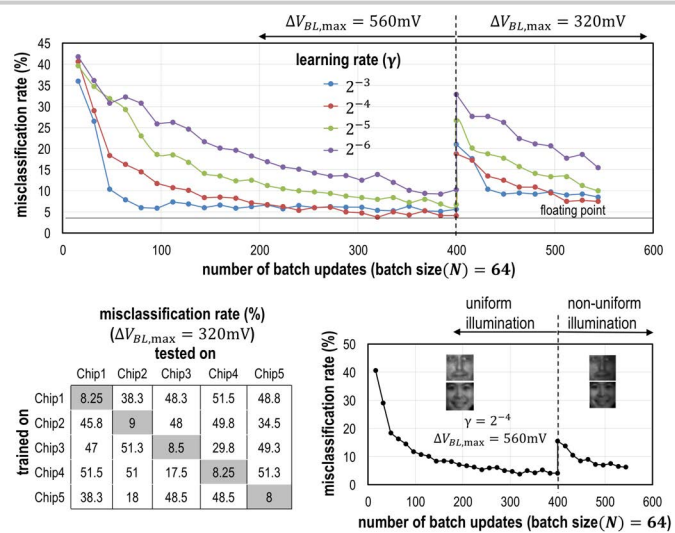 ΔV_BL,max = 560mV
ΔV_BL,max = 320mV
misclassification rate (%)
45
40
35
30
25
20
15
10
5
0
learning rate (γ)
2⁻³
2⁻⁴
2⁻⁵
2⁻⁶
floating point
0
100
200
300
400
500
600
number of batch updates (batch size(N) = 64)
misclassification rate (%)
(ΔV_BL,max = 320mV)
tested on
Chip1 Chip2 Chip3 Chip4 Chip5
trained on
Chip1 8.25 38.3 48.3 51.5 48.8
Chip2 45.8 9 48 49.8 34.5
Chip3 47 51.3 8.5 29.8 49.3
Chip4 51.5 51 17.5 8.25 51.3
Chip5 38.3 18 48.5 48.5 8
uniform
illumination
non-uniform
illumination
misclassification rate (%)
50
40
30
20
10
0
γ = 2⁻⁴
ΔV_BL,max = 560mV
0
100
200
300
400
500
600
number of batch updates (batch size(N) = 64)